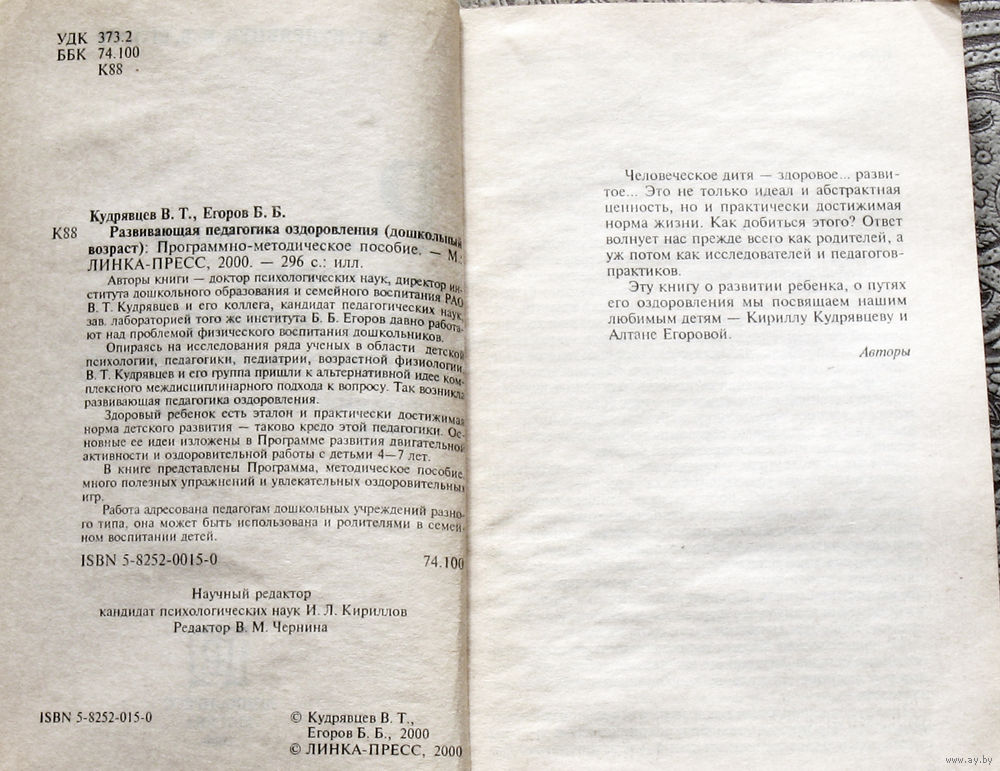 УДК 373.2
ББК 74.100
К88
Кудрявцев В. Т., Егоров Б. Б.
К88 Развивающая педагогика оздоровления (дошкольный
возраст): Программно-методическое пособие. — М.:
ЛИНКА-ПРЕСС, 2000. — 296 с.: илл.
Авторы книги — доктор психологических наук, директор ин-
ститута дошкольного образования и семейного воспитания РАО
В. Т. Кудрявцев и его коллега, кандидат педагогических наук,
зав. лабораторией того же института Б. Б. Егоров давно работа-
ют над проблемой физического воспитания дошкольников.
Опираясь на исследования ряда ученых в области детской
психологии, педагогики, педиатрии, возрастной физиологии,
В. Т. Кудрявцев и его группа пришли к альтернативной идее ком-
плексного междисциплинарного подхода к вопросу. Так возникла
развивающая педагогика оздоровления.
Здоровый ребенок есть эталон и практически достижимая
норма детского развития — таково кредо этой педагогики. Ос-
новные ее идеи изложены в Программе развития двигательной
активности и оздоровительной работы с детьми 4—7 лет.
В книге представлены Программа, методическое пособие,
много полезных упражнений и увлекательных оздоровительных
игр.
Работа адресована педагогам дошкольных учреждений разно-
го типа, она может быть использована и родителями в семей-
ном воспитании детей.
ISBN 5-8252-0015-0 74.100
Научный редактор
кандидат психологических наук И. Л. Кириллов
Редактор В. М. Чернина
ISBN 5-8252-015-0 © Кудрявцев В. Т.,
Егоров Б. Б., 2000
© ЛИНКА-ПРЕСС, 2000
Человеческое дитя — здоровое... разви-
тое... Это не только идеал и абстрактная
ценность, но и практически достижимая
норма жизни. Как добиться этого? Ответ
волнует нас прежде всего как родителей, а
уж потом как исследователей и педагогов-
практиков.
Эту книгу о развитии ребенка, о путях
его оздоровления мы посвящаем нашим
любимым детям — Кириллу Кудрявцеву и
Алтане Егоровой.
Авторы
www.ay.by